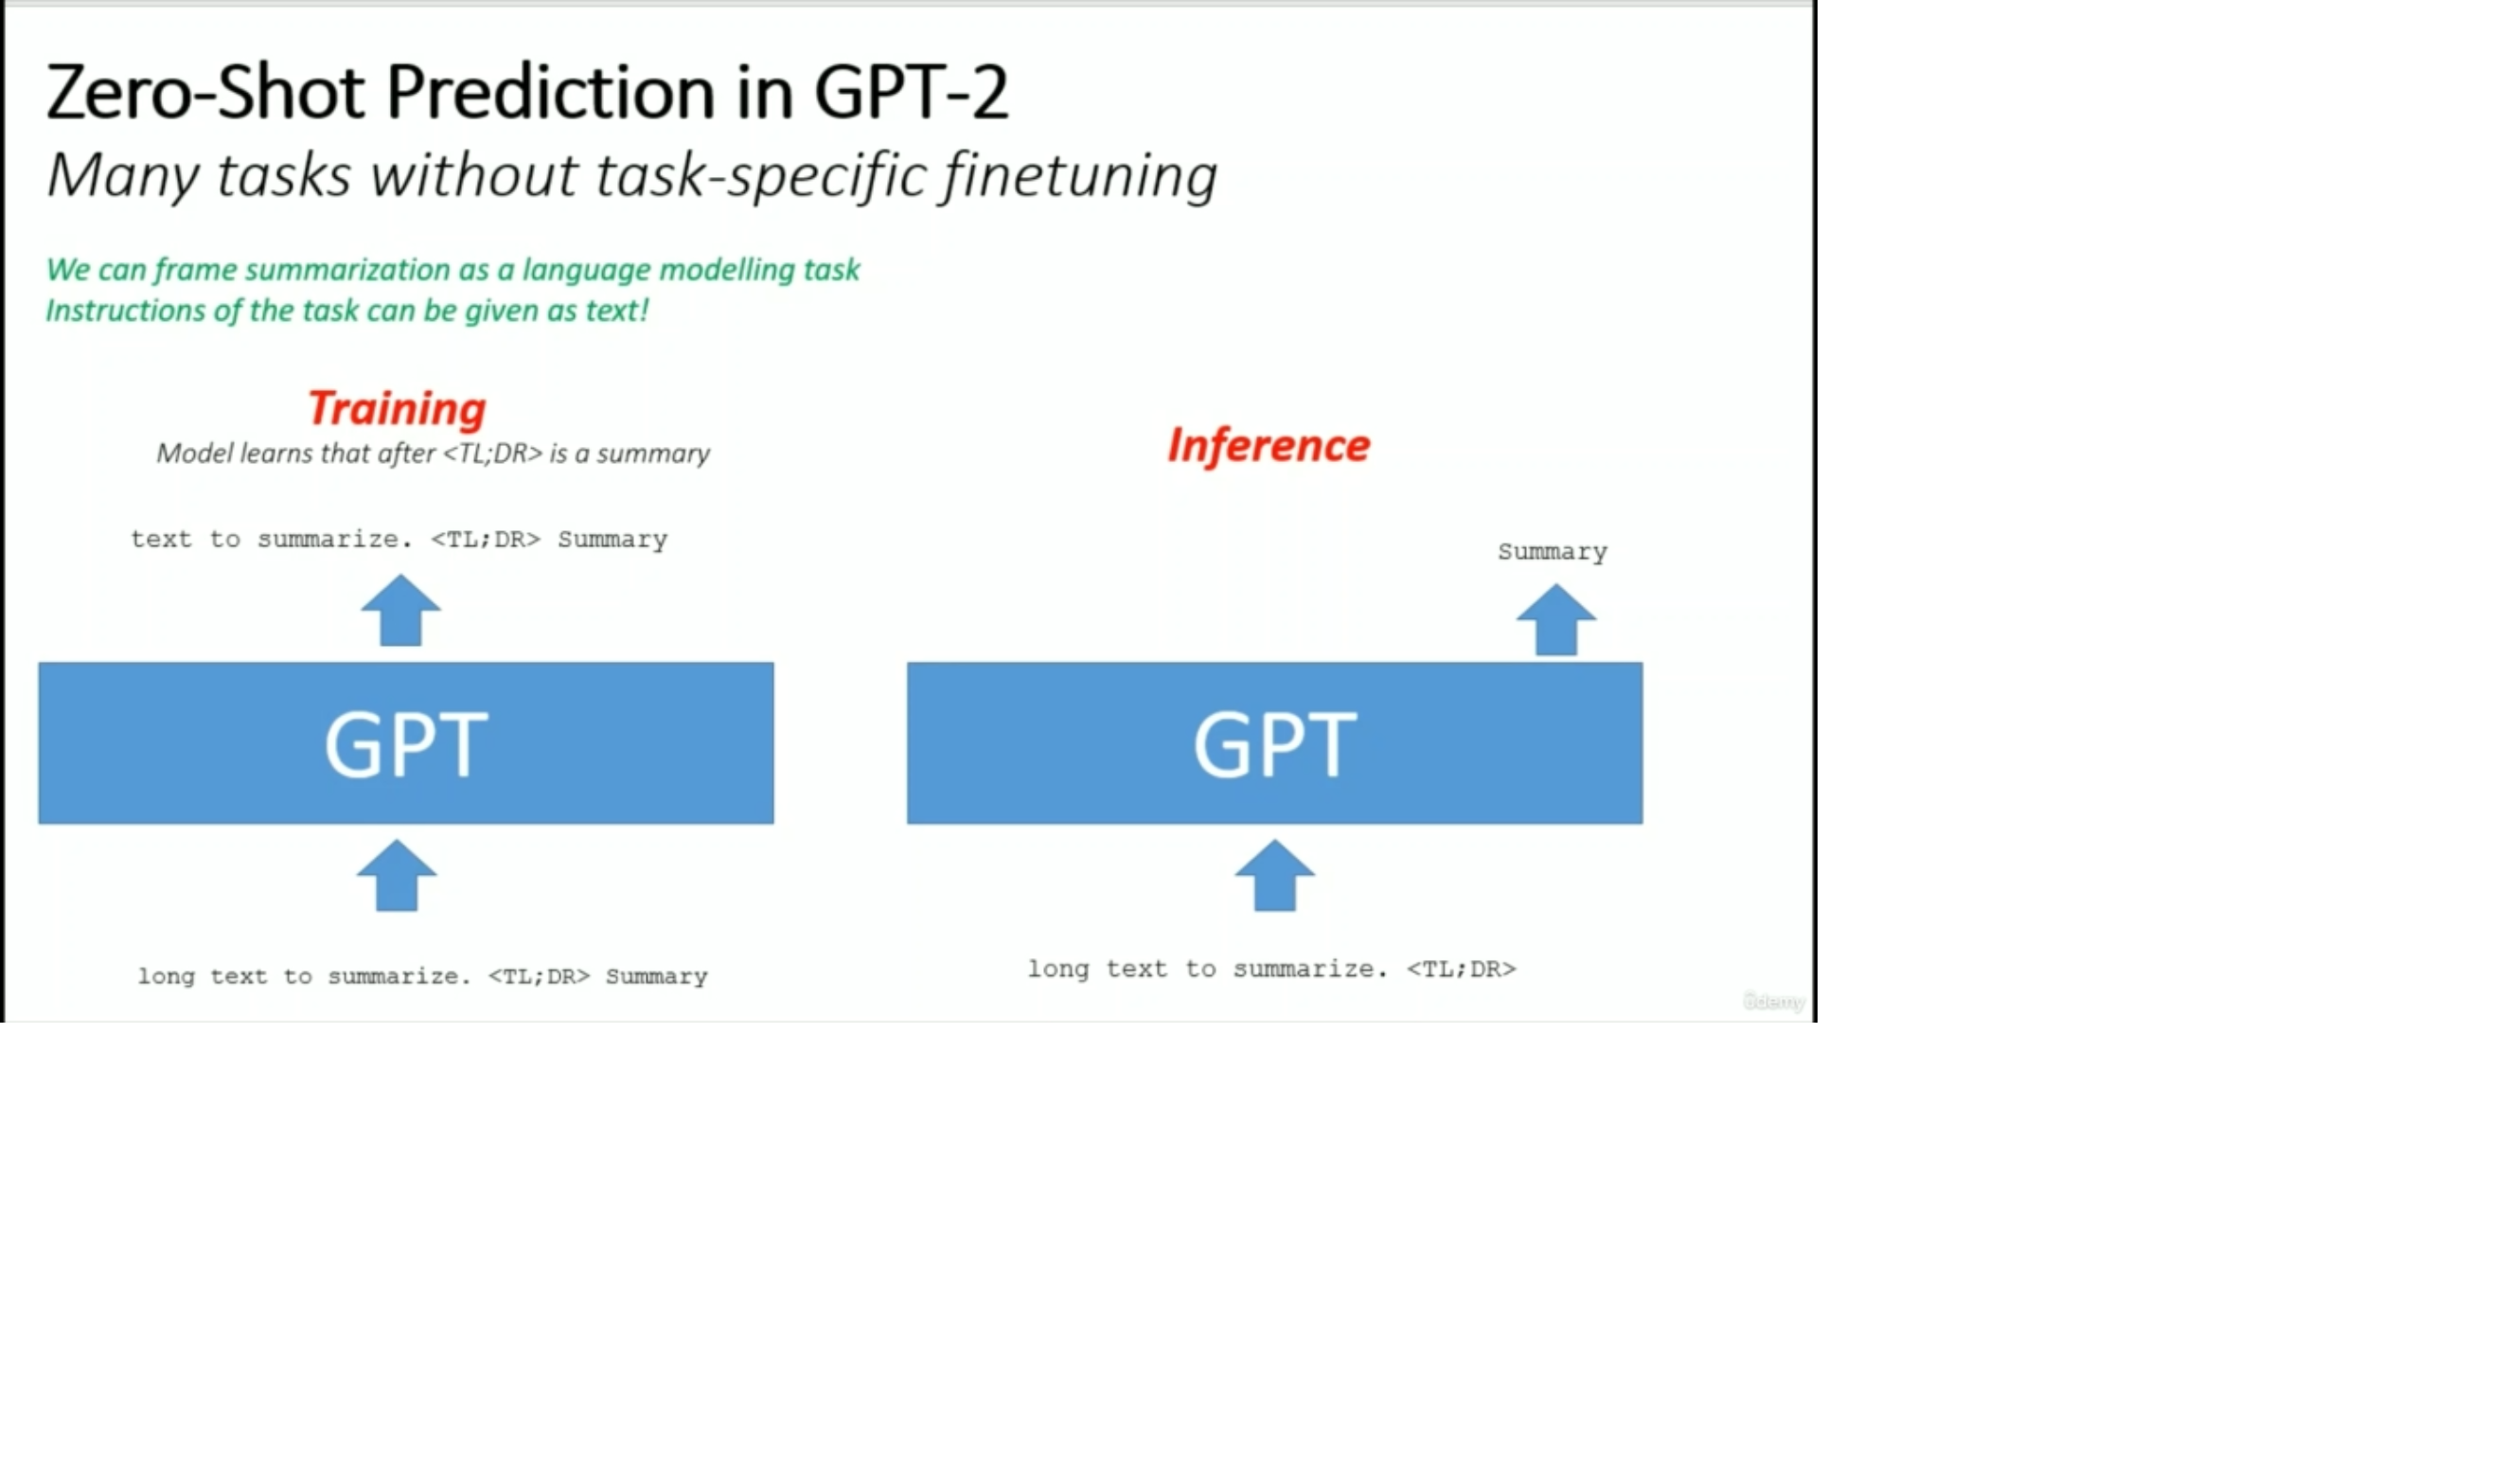 Zero-Shot Prediction in GPT-2
Many tasks without task-specific finetuning
We can frame summarization as a language modelling task
Instructions of the task can be given as text!
Training
Model learns that after <TL;DR> is a summary
text to summarize. <TL;DR> Summary
GPT
long text to summarize. <TL;DR> Summary
Inference
Summary
GPT
long text to summarize. <TL;DR>
ûdemy